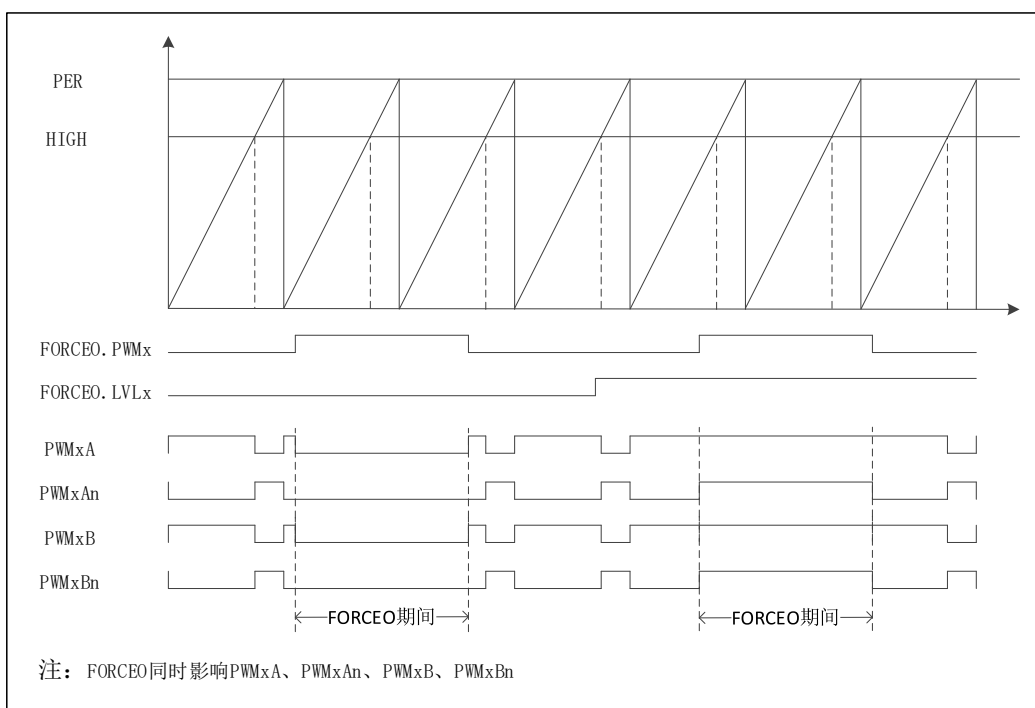 PER
HIGH
FORCEO.PWMx
FORCEO.LVLx
PWMxA
PWMxAn
PWMxB
PWMxBn
FORCEO期间
FORCEO期间
注：FORCEO同时影响PWMxA、PWMxAn、PWMxB、PWMxBn